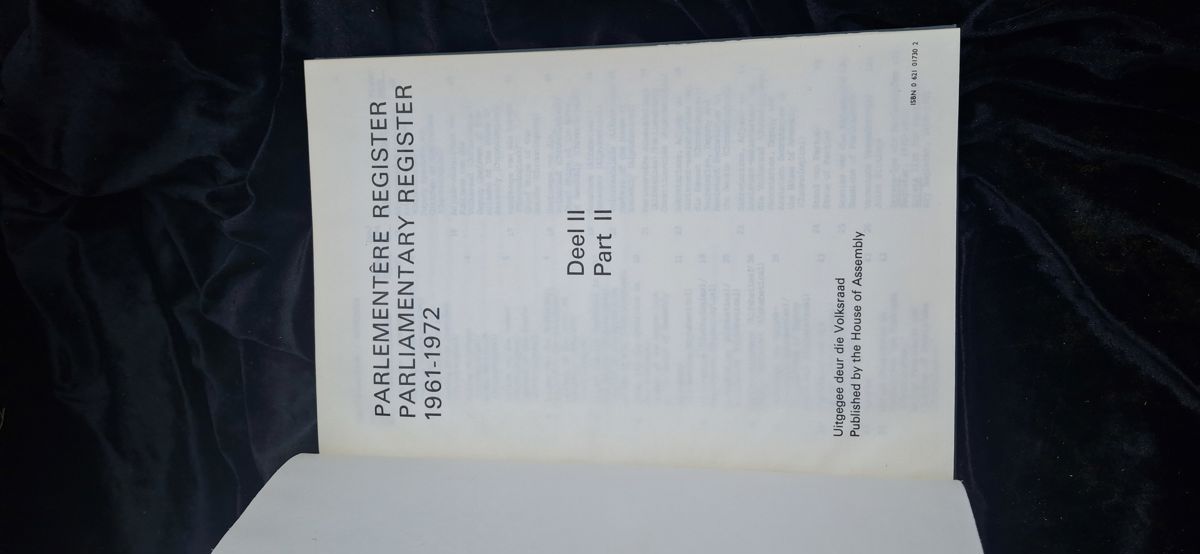 PARLEMENTÊRE REGISTER
PARLIAMENTARY REGISTER
1961-1972
Deel II
Part II
Uitgegee deur die Volksraad
Published by the House of Assembly
ISBN 0 621 01730 2